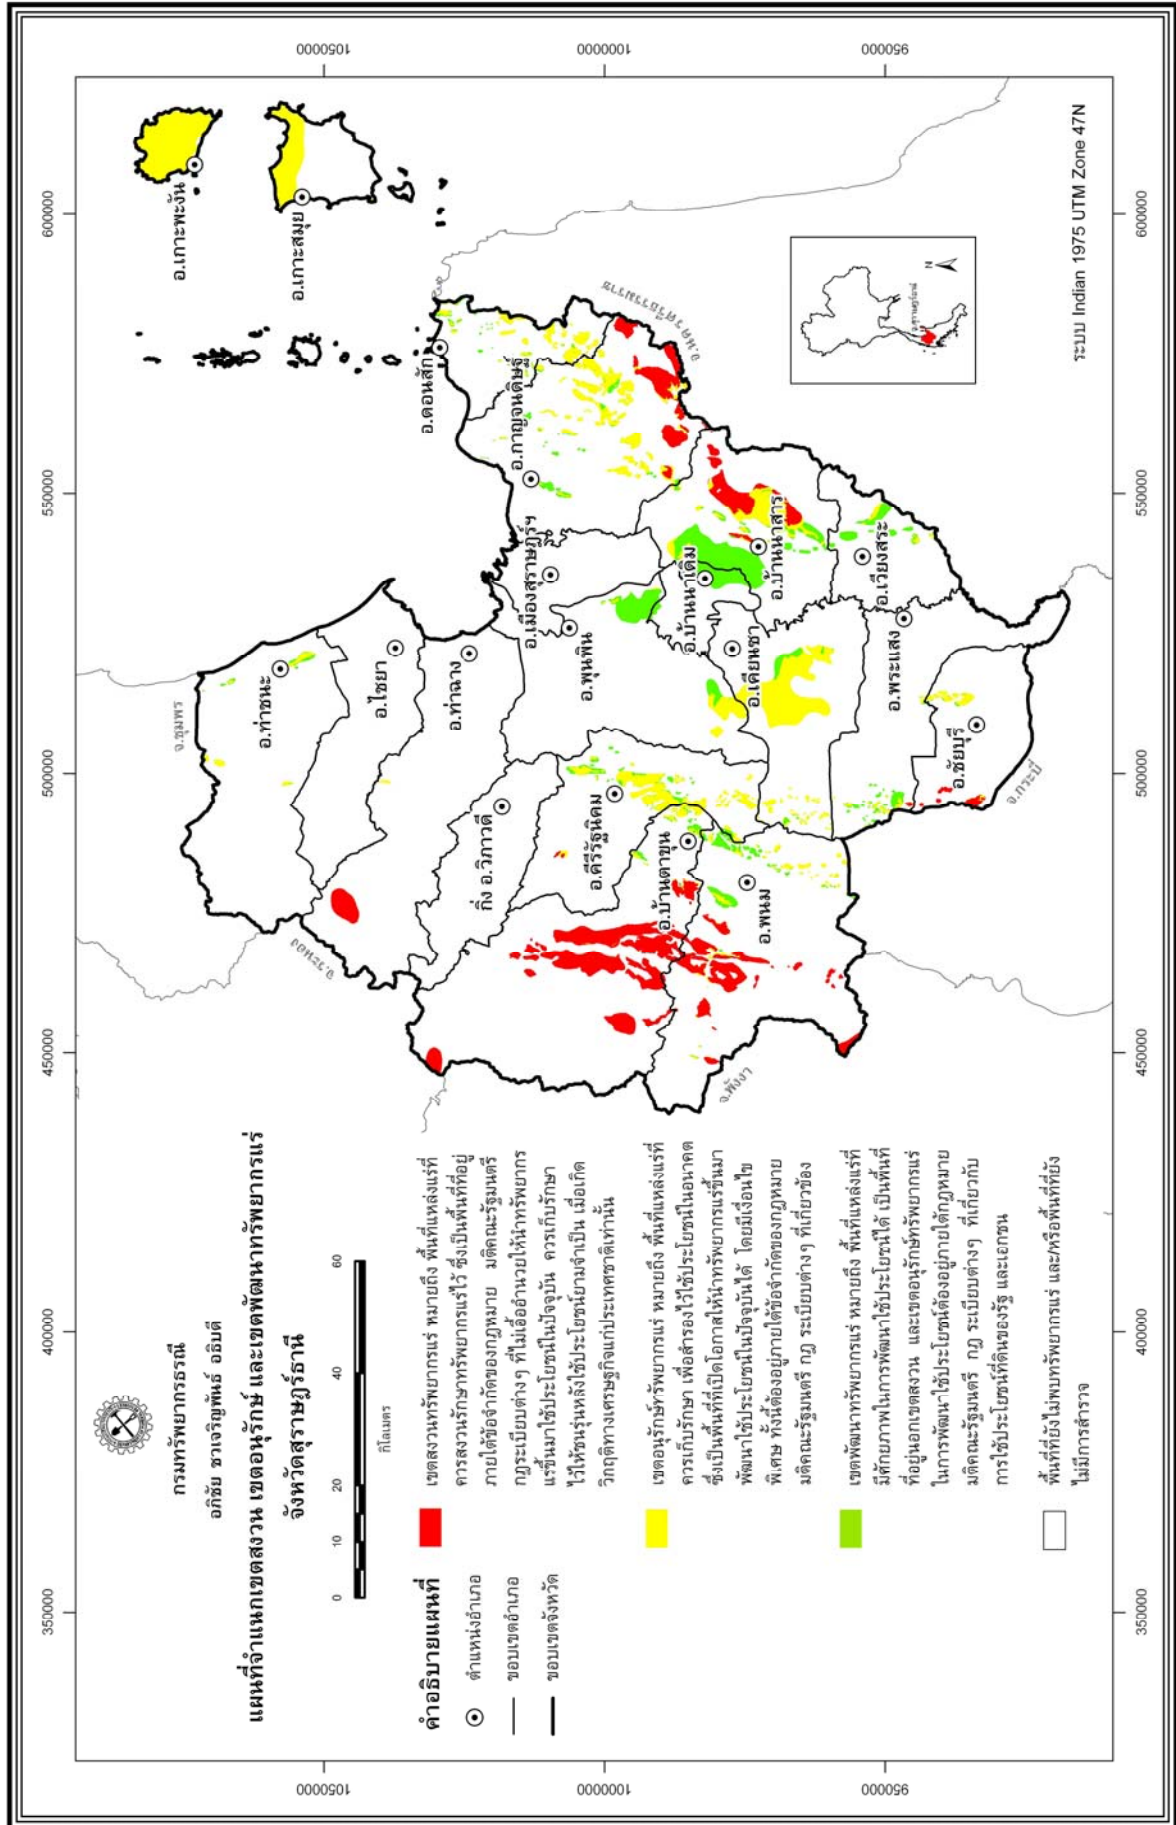 กรมทรัพยากรธรณี
อภิชัย ชาเจริญพันธ์ อธิบดี
แผนที่จำแนกเขตสงวน เขตอนุรักษ์ และเขตพัฒนาทรัพยากรแร่
จังหวัดสุราษฎร์ธานี
0 10 20 40 60
กิโลเมตร
คำอธิบายแผนที่
ตำแหน่งอำเภอ
ขอบเขตอำเภอ
ขอบเขตจังหวัด
เขตสงวนทรัพยากรแร่ หมายถึง พื้นที่แหล่งแร่ที่
ควรสงวนรักษาทรัพยากรแร่ไว้ ซึ่งเป็นพื้นที่ที่อยู่
ภายใต้ข้อจำกัดของกฎหมาย มติคณะรัฐมนตรี
กฎระเบียบต่างๆ ที่ไม่เอื้ออำนวยให้นำทรัพยากร
แร่ขึ้นมาใช้ประโยชน์ในปัจจุบัน ควรเก็บรักษา
ไว้ให้ชนรุ่นหลังใช้ประโยชน์ยามจำเป็น เมื่อเกิด
วิกฤติทางเศรษฐกิจแก่ประเทศชาติเท่านั้น
เขตอนุรักษ์ทรัพยากรแร่ หมายถึง พื้นที่แหล่งแร่ที่
ควรเก็บรักษา เพื่อสำรองไว้ใช้ประโยชน์ในอนาคต
ซึ่งเป็นพื้นที่ที่เปิดโอกาสให้นำทรัพยากรแร่ขึ้นมา
พัฒนาใช้ประโยชน์ในปัจจุบันได้ โดยมีเงื่อนไข
พิเศษ ทั้งนี้ต้องอยู่ภายใต้ข้อจำกัดของกฎหมาย
มติคณะรัฐมนตรี กฎ ระเบียบต่างๆ ที่เกี่ยวข้อง
เขตพัฒนาทรัพยากรแร่ หมายถึง พื้นที่แหล่งแร่ที่
มีศักยภาพในการพัฒนาใช้ประโยชน์ได้ เป็นพื้นที่
ที่อยู่นอกเขตสงวน และเขตอนุรักษ์ทรัพยากรแร่
ในการพัฒนาใช้ประโยชน์ต้องอยู่ภายใต้กฎหมาย
มติคณะรัฐมนตรี กฎ ระเบียบต่างๆ ที่เกี่ยวกับ
การใช้ประโยชน์ที่ดินของรัฐ และเอกชน
พื้นที่ที่ยังไม่พบทรัพยากรแร่ และ/หรือพื้นที่ที่ยัง
ไม่มีการสำรวจ
350000 400000 450000 500000 550000 600000
350000 400000 450000 500000 550000 600000
1050000 1000000 950000
1050000 1000000 950000
อ.เกาะพะงัน
อ.เกาะสมุย
อ.ดอนสัก
อ.กาญจนดิษฐ์
อ.เมืองสุราษฎร์ฯ
อ.พุนพิน
อ.ท่าชนะ
อ.ไชยา
อ.ท่าฉาง
กิ่ง อ.วิภาวดี
อ.คีรีรัฐนิคม
อ.บ้านตาขุน
อ.พนม
อ.บ้านนาเดิม
อ.บ้านนาสาร
อ.เคียนซา
อ.เวียงสระ
อ.พระแสง
อ.ชัยบุรี
จ.ชุมพร
จ.ระนอง
จ.พังงา
จ.กระบี่
จ.นครศรีธรรมราช
จ.สุราษฎร์ธานี
N
ระบบ Indian 1975 UTM Zone 47N